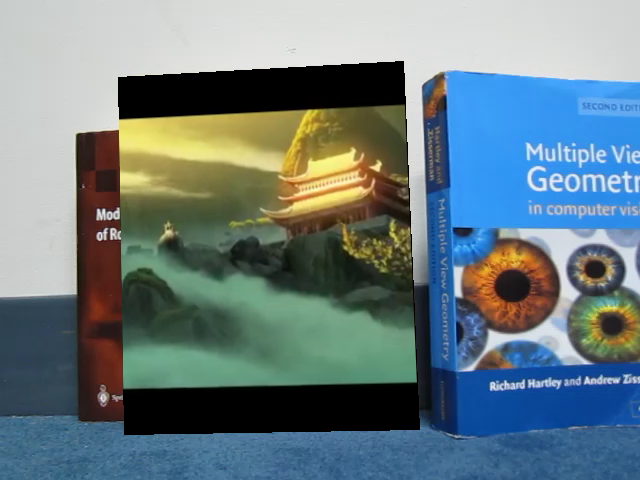 Mod
of Ro
Hartley and
Zisserman
Multiple View Geometry
SECOND EDITI
Multiple Vie
Geometr
in computer visi
Richard Hartley and Andrew Ziss